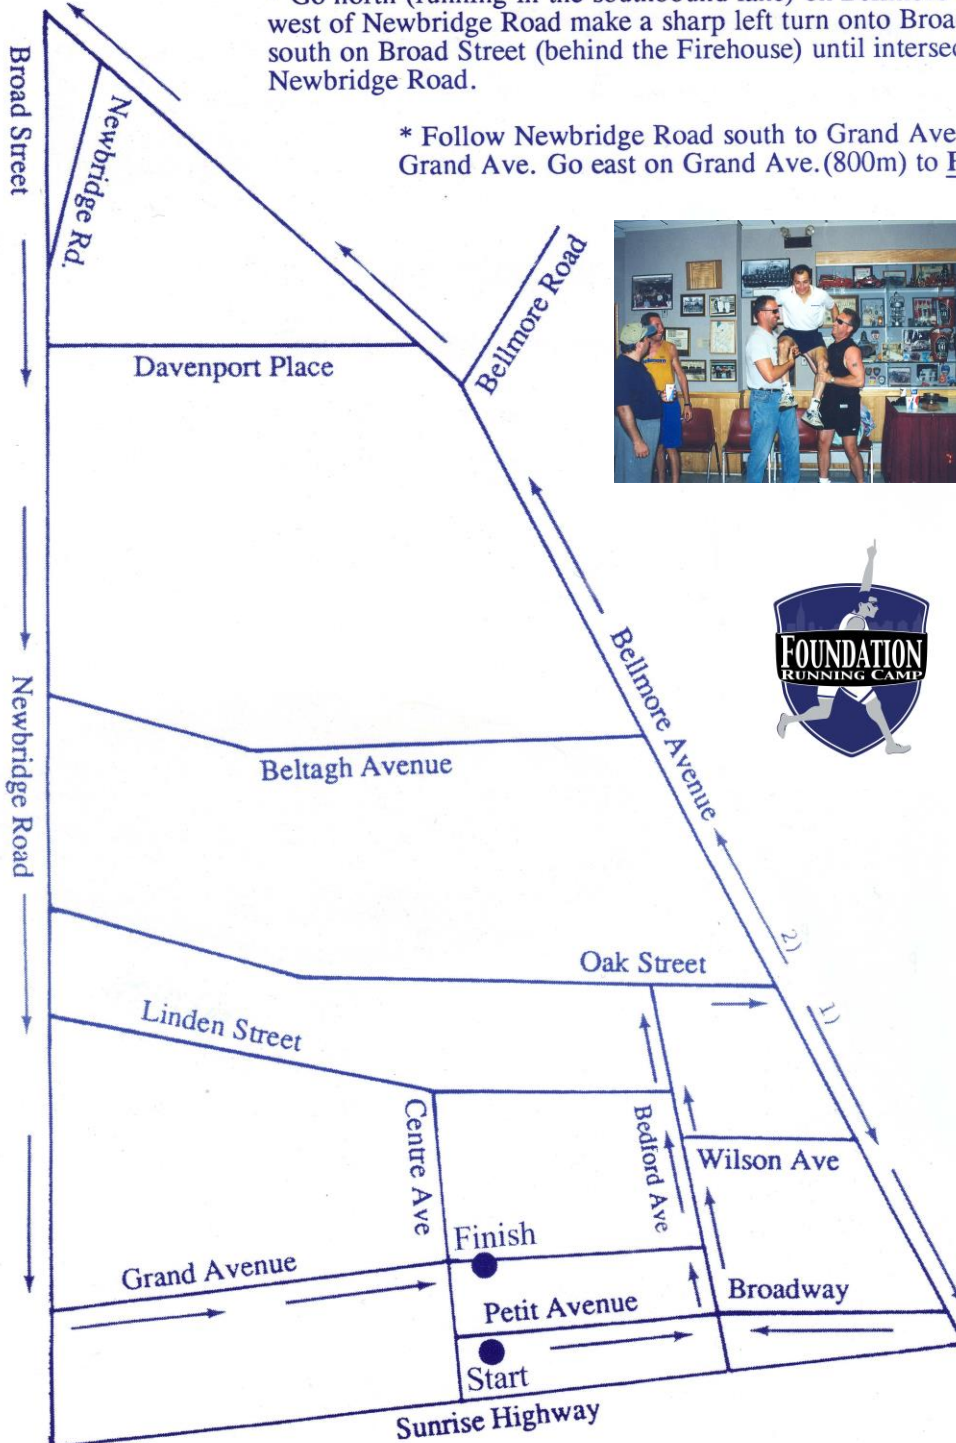 west of Newbridge Road make a sharp left turn onto Broa
south on Broad Street (behind the Firehouse) until intersec
Newbridge Road.
* Follow Newbridge Road south to Grand Ave
Grand Ave. Go east on Grand Ave.(800m) to
Broad Street
Newbridge Rd.
Bellmore Road
Davenport Place
FOUNDATION
RUNNING CAMP
Bellmore Avenue
Newbridge Road
Beltagh Avenue
2)
Oak Street
1)
Linden Street
Centre Ave
Bedford Ave
Wilson Ave
Finish
Grand Avenue
Broadway
Petit Avenue
Start
Sunrise Highway